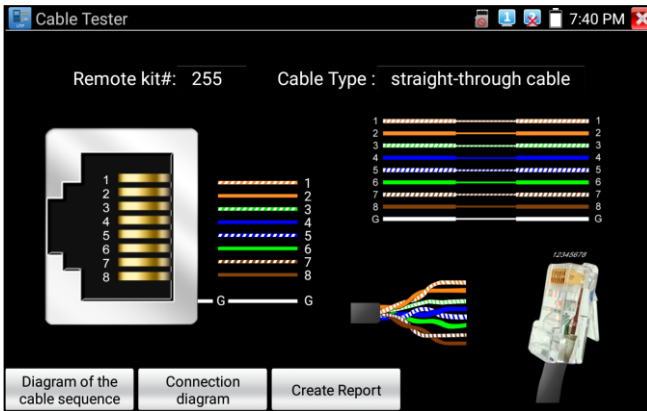 Cable Tester
1
7:40 PM
Remote kit#: 255
Cable Type : straight-through cable
1 1
2 2
3 3
4 4
5 5
6 6
7 7
8 8
G G
1 1
2 2
3 3
4 4
5 5
6 6
7 7
8 8
G G
12345678
Diagram of the
cable sequence
Connection
diagram
Create Report